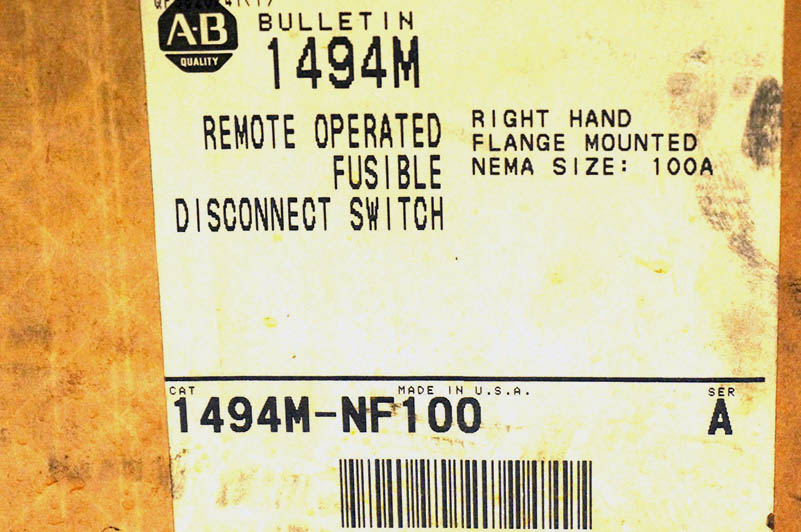 A-B
QUALITY
BULLETIN
1494M
REMOTE OPERATED
FUSIBLE
DISCONNECT SWITCH
RIGHT HAND
FLANGE MOUNTED
NEMA SIZE: 100A
CAT
MADE IN U.S.A.
SER
1494M-NF100
A